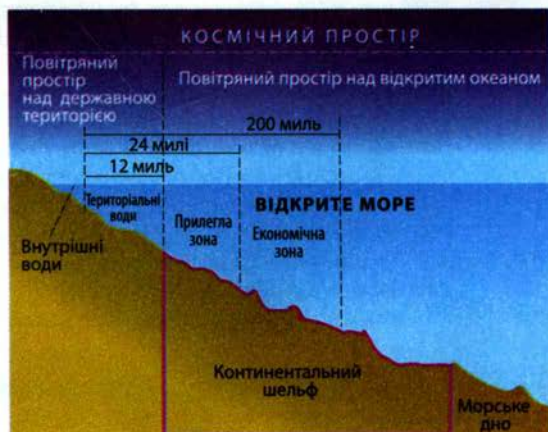 КОСМІЧНИЙ ПРОСТІР
Повітряний
простір
над державною
територією
Повітряний простір над відкритим океаном
200 миль
24 милі
12 миль
Територіальні
води
Прилегла
зона
ВІДКРИТЕ МОРЕ
Економічна
зона
Внутрішні
води
Континентальний
шельф
Морське
дно